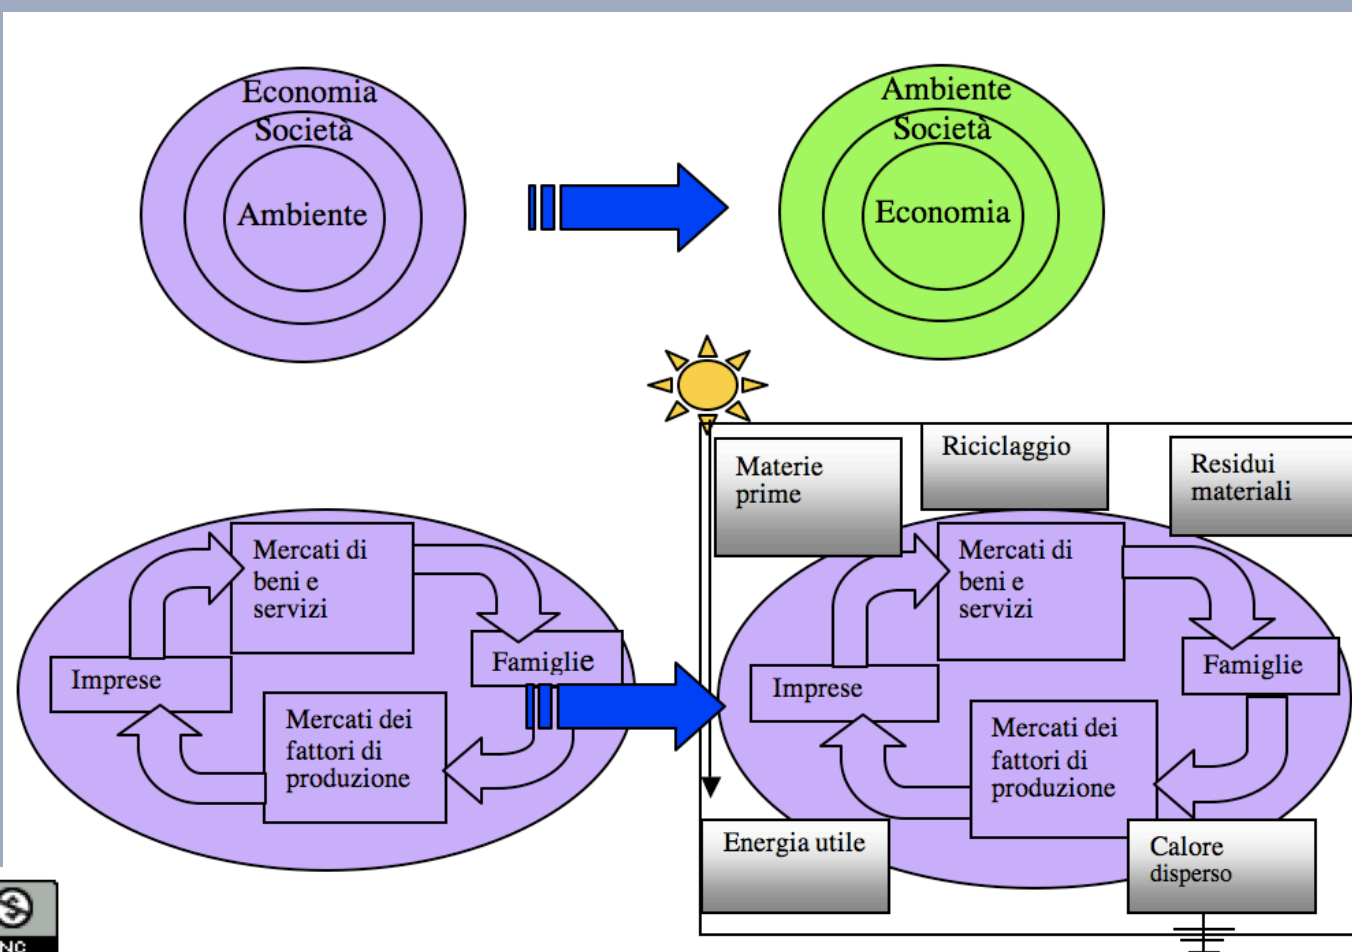 Economia
Società
Ambiente
Ambiente
Società
Economia
Mercati di
beni e
servizi
Famiglie
Imprese
Mercati dei
fattori di
produzione
Materie
prime
Riciclaggio
Residui
materiali
Mercati di
beni e
servizi
Famiglie
Imprese
Mercati dei
fattori di
produzione
Energia utile
Calore
disperso
$
NC